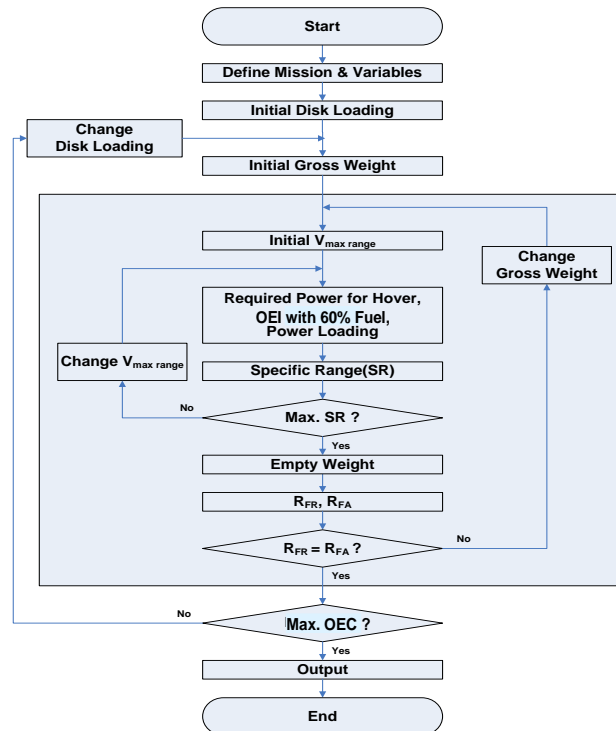 Start
Define Mission & Variables
Initial Disk Loading
Change
Disk Loading
Initial Gross Weight
Initial Vmax range
Change
Gross Weight
Required Power for Hover,
OEI with 60% Fuel,
Power Loading
Change Vmax range
Specific Range(SR)
No
Max. SR ?
Yes
Empty Weight
RFR, RFA
RFR = RFA ?
No
Yes
No
Max. OEC ?
Yes
Output
End